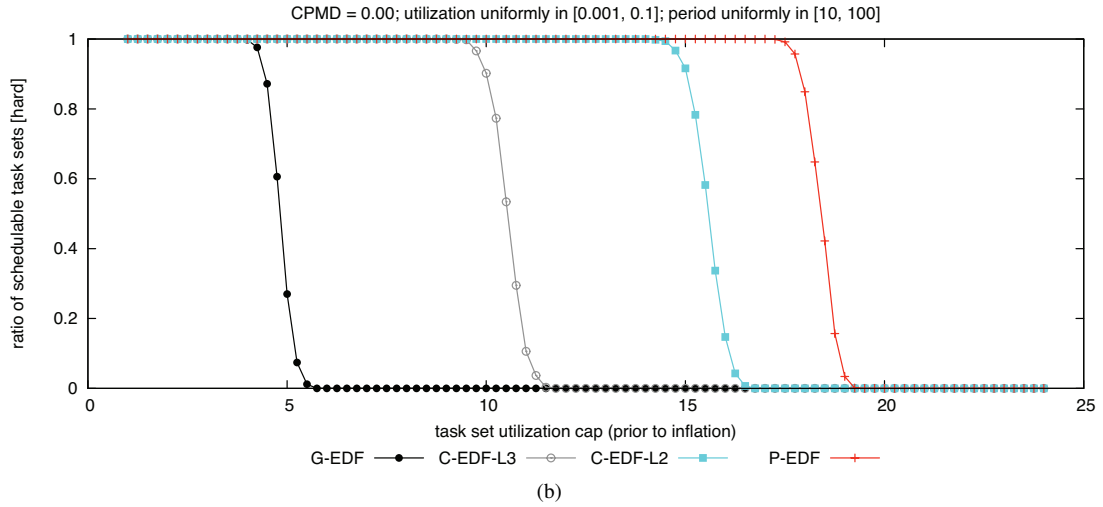 CPMD = 0.00; utilization uniformly in [0.001, 0.1]; period uniformly in [10, 100]
ratio of schedulable task sets [hard]
1
0.8
0.6
0.4
0.2
0
0 5 10 15 20 25
task set utilization cap (prior to inflation)
G-EDF C-EDF-L3 C-EDF-L2 P-EDF
(b)